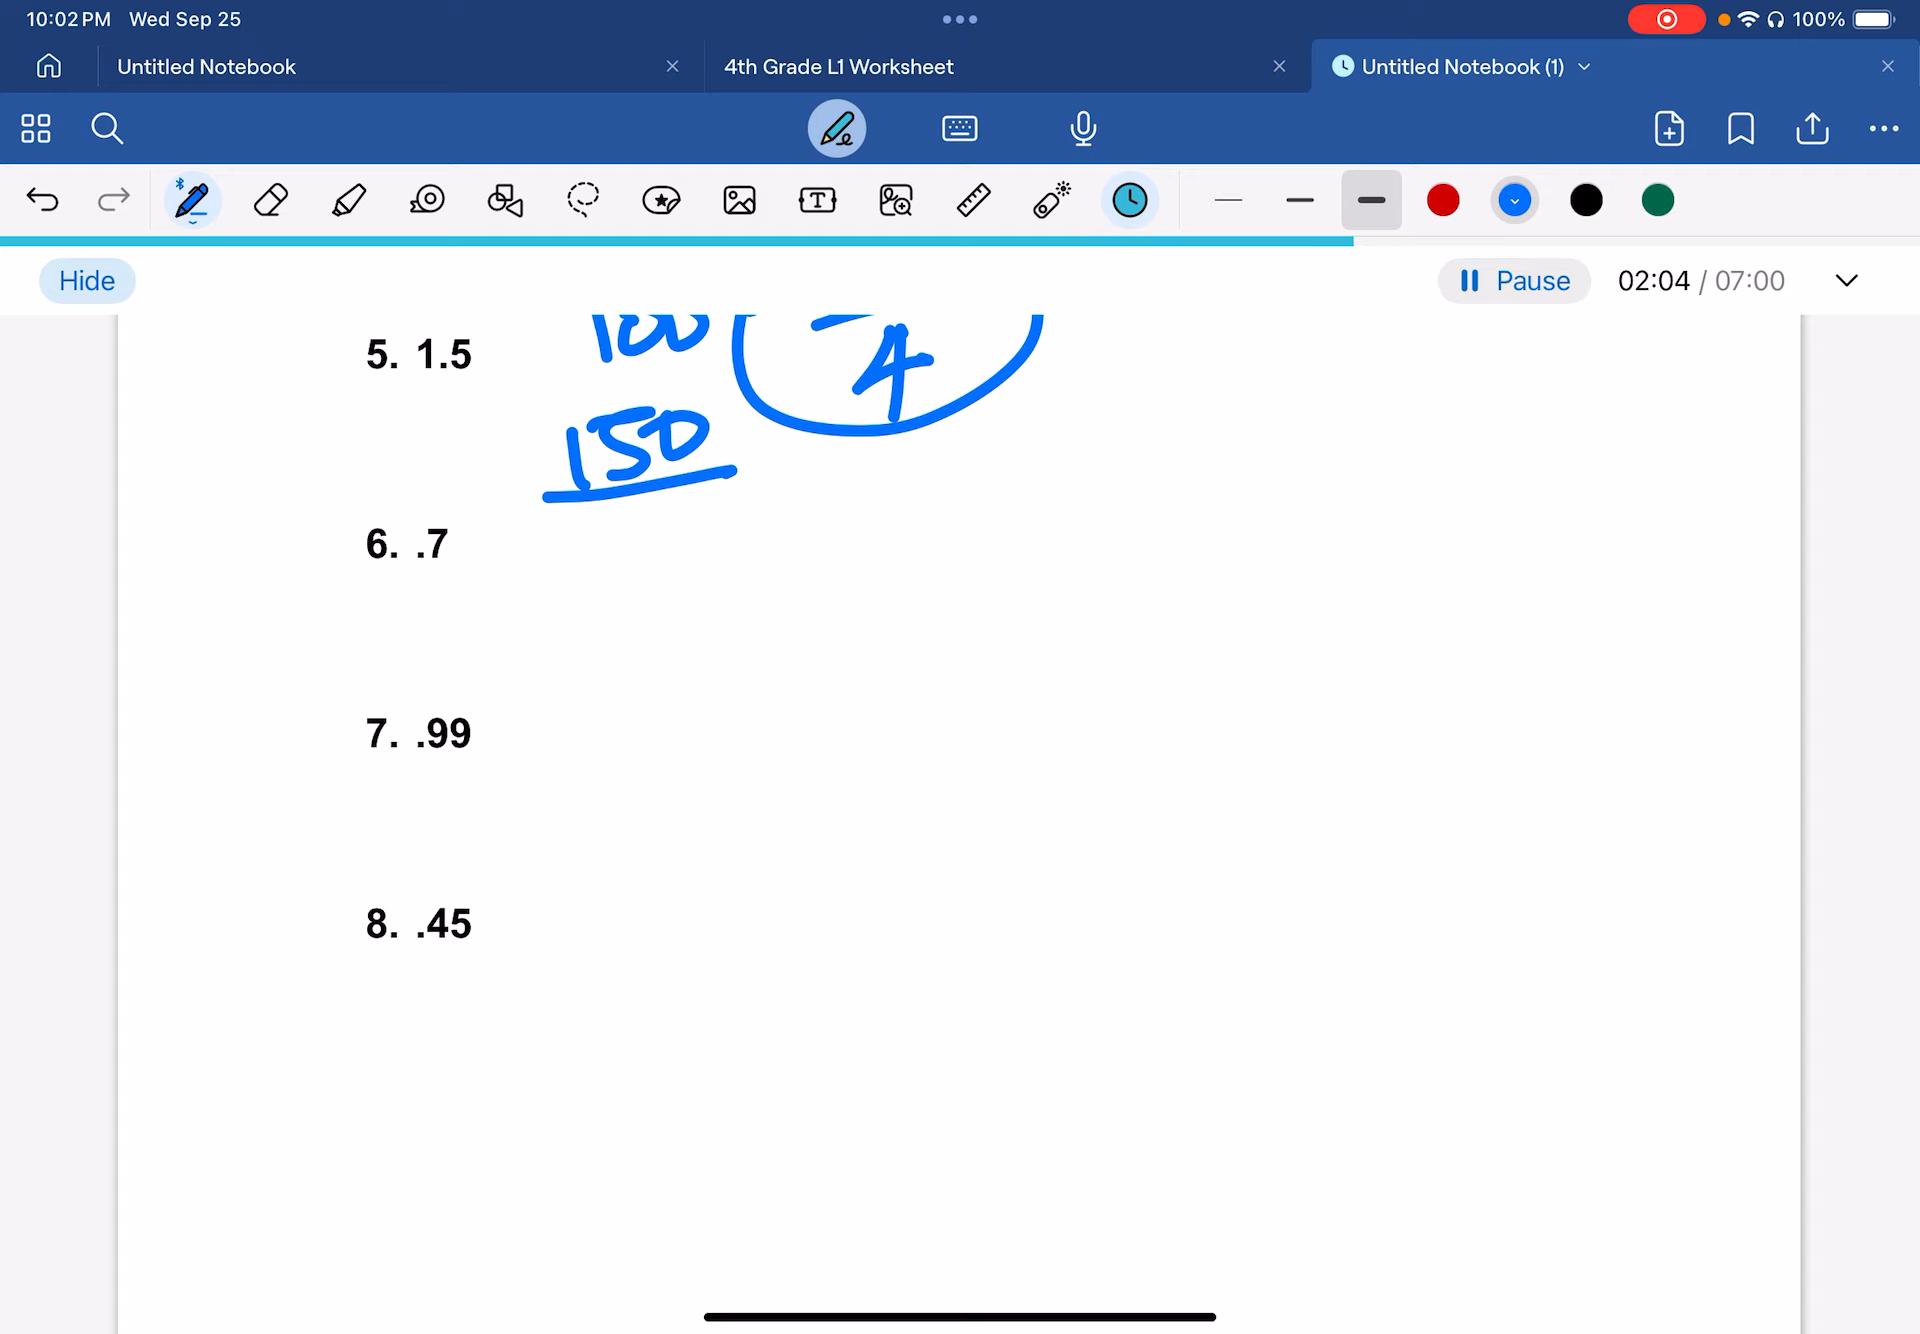 10:02 PM Wed Sep 25 100%
Untitled Notebook 4th Grade L1 Worksheet Untitled Notebook (1)
Hide Pause 02:04 / 07:00
5. 1.5 100
4
150
6. .7
7. .99
8. .45